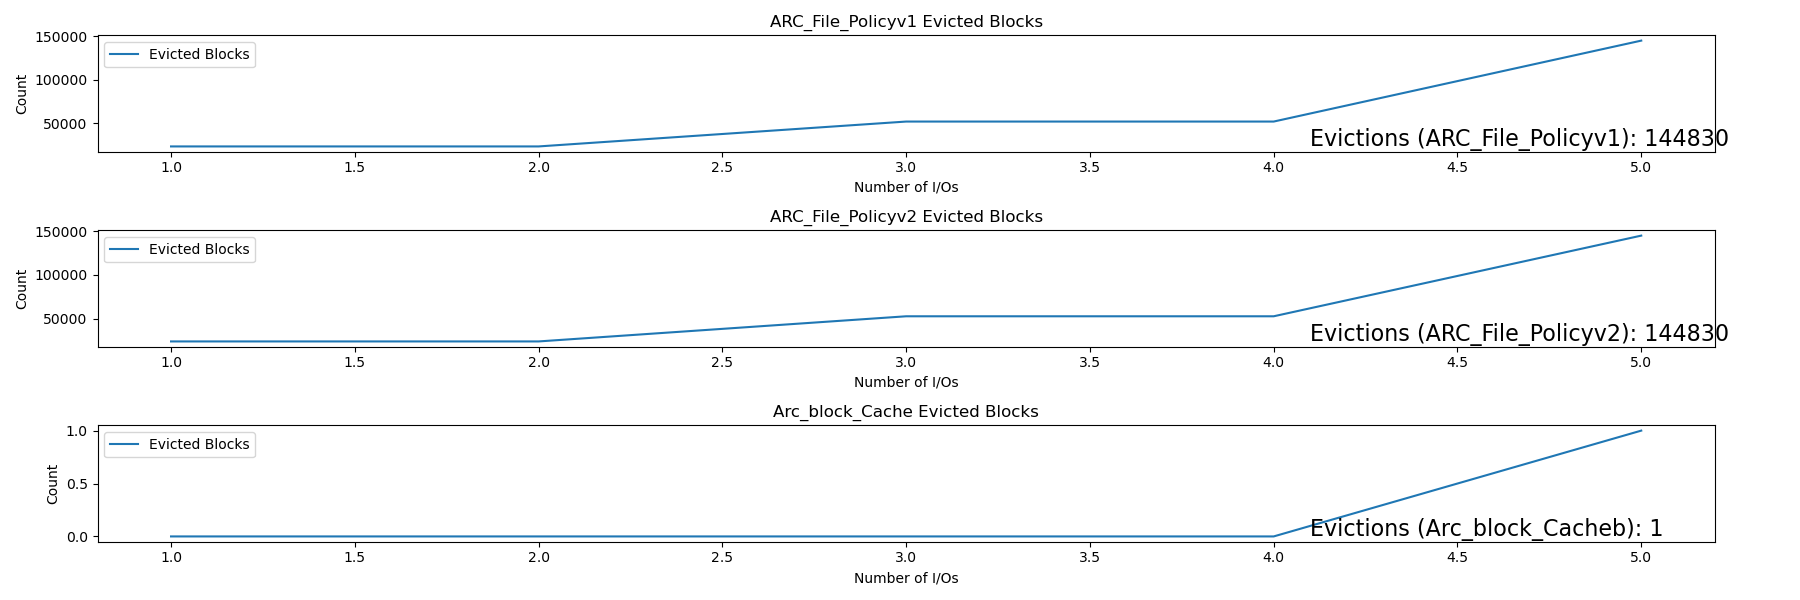 ARC_File_Policyv1 Evicted Blocks
150000
100000
50000
Count
Evicted Blocks
Evictions (ARC_File_Policyv1): 144830
1.0 1.5 2.0 2.5 3.0 3.5 4.0 4.5 5.0
Number of I/Os
ARC_File_Policyv2 Evicted Blocks
150000
100000
50000
Count
Evicted Blocks
Evictions (ARC_File_Policyv2): 144830
1.0 1.5 2.0 2.5 3.0 3.5 4.0 4.5 5.0
Number of I/Os
Arc_block_Cache Evicted Blocks
1.0
0.5
0.0
Count
Evicted Blocks
Evictions (Arc_block_Cacheb): 1
1.0 1.5 2.0 2.5 3.0 3.5 4.0 4.5 5.0
Number of I/Os